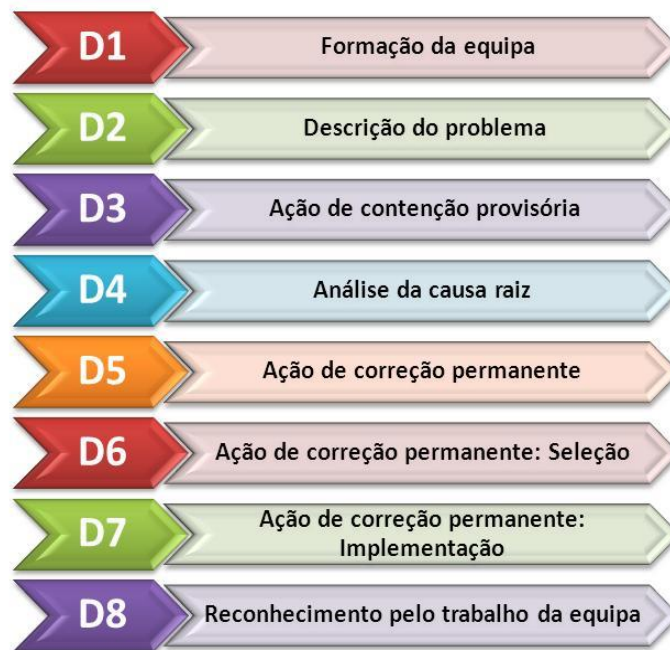 D1
Formação da equipa
D2
Descrição do problema
D3
Ação de contenção provisória
D4
Análise da causa raiz
D5
Ação de correção permanente
D6
Ação de correção permanente: Seleção
D7
Ação de correção permanente:
Implementação
D8
Reconhecimento pelo trabalho da equipa